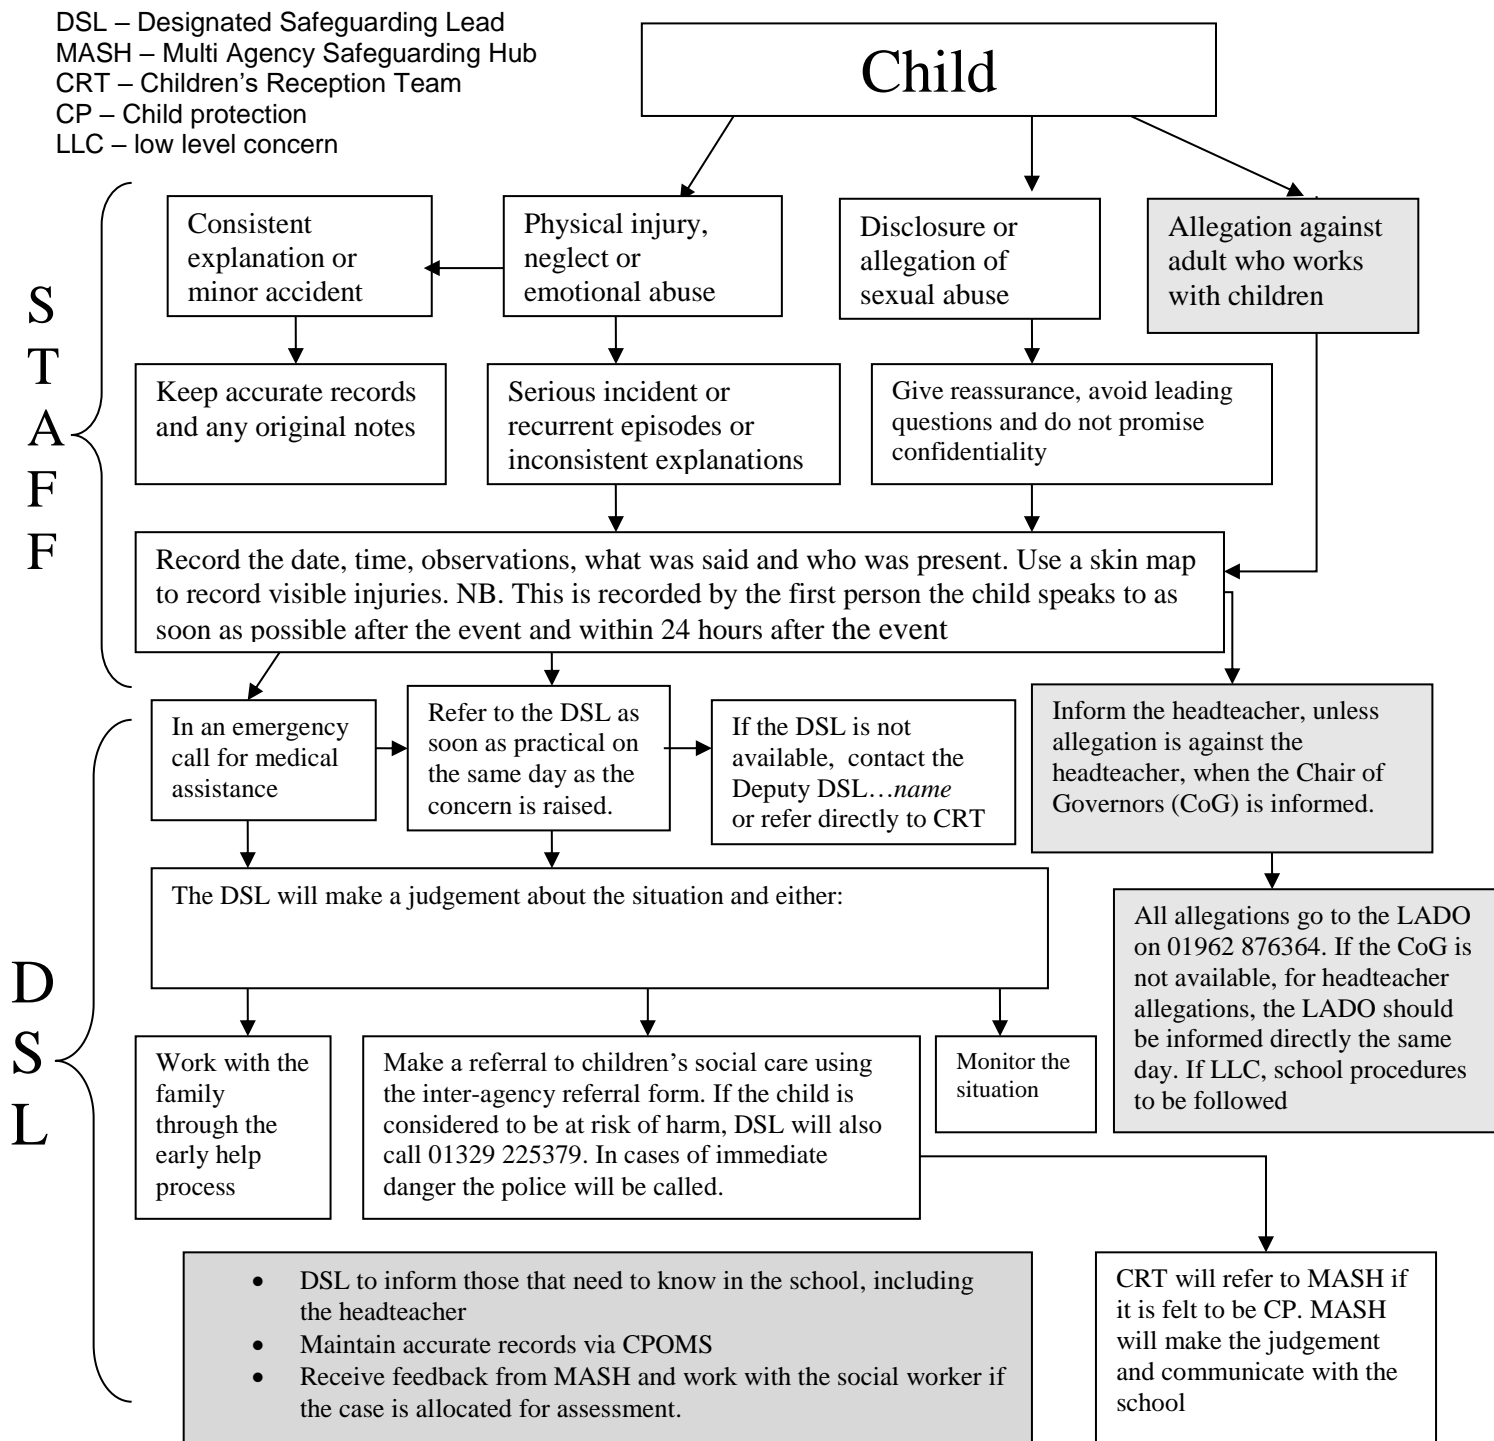 DSL – Designated Safeguarding Lead
MASH – Multi Agency Safeguarding Hub
CRT – Children's Reception Team
CP – Child protection
LLC – low level concern
Child
S
T
A
F
F
Consistent
explanation or
minor accident
Physical injury,
neglect or
emotional abuse
Disclosure or
allegation of
sexual abuse
Allegation against
adult who works
with children
Keep accurate records
and any original notes
Serious incident or
recurrent episodes or
inconsistent explanations
Give reassurance, avoid leading
questions and do not promise
confidentiality
Record the date, time, observations, what was said and who was present. Use a skin map
to record visible injuries. NB. This is recorded by the first person the child speaks to as
soon as possible after the event and within 24 hours after the event
D
S
L
In an emergency
call for medical
assistance
Refer to the DSL as
soon as practical on
the same day as the
concern is raised.
If the DSL is not
available, contact the
Deputy DSL…name
or refer directly to CRT
Inform the headteacher, unless
allegation is against the
headteacher, when the Chair of
Governors (CoG) is informed.
The DSL will make a judgement about the situation and either:
All allegations go to the LADO
on 01962 876364. If the CoG is
not available, for headteacher
allegations, the LADO should
be informed directly the same
day. If LLC, school procedures
to be followed
Work with the
family
through the
early help
process
Make a referral to children's social care using
the inter-agency referral form. If the child is
considered to be at risk of harm, DSL will also
call 01329 225379. In cases of immediate
danger the police will be called.
Monitor the
situation
• DSL to inform those that need to know in the school, including
the headteacher
• Maintain accurate records via CPOMS
• Receive feedback from MASH and work with the social worker if
the case is allocated for assessment.
CRT will refer to MASH if
it is felt to be CP. MASH
will make the judgement
and communicate with the
school